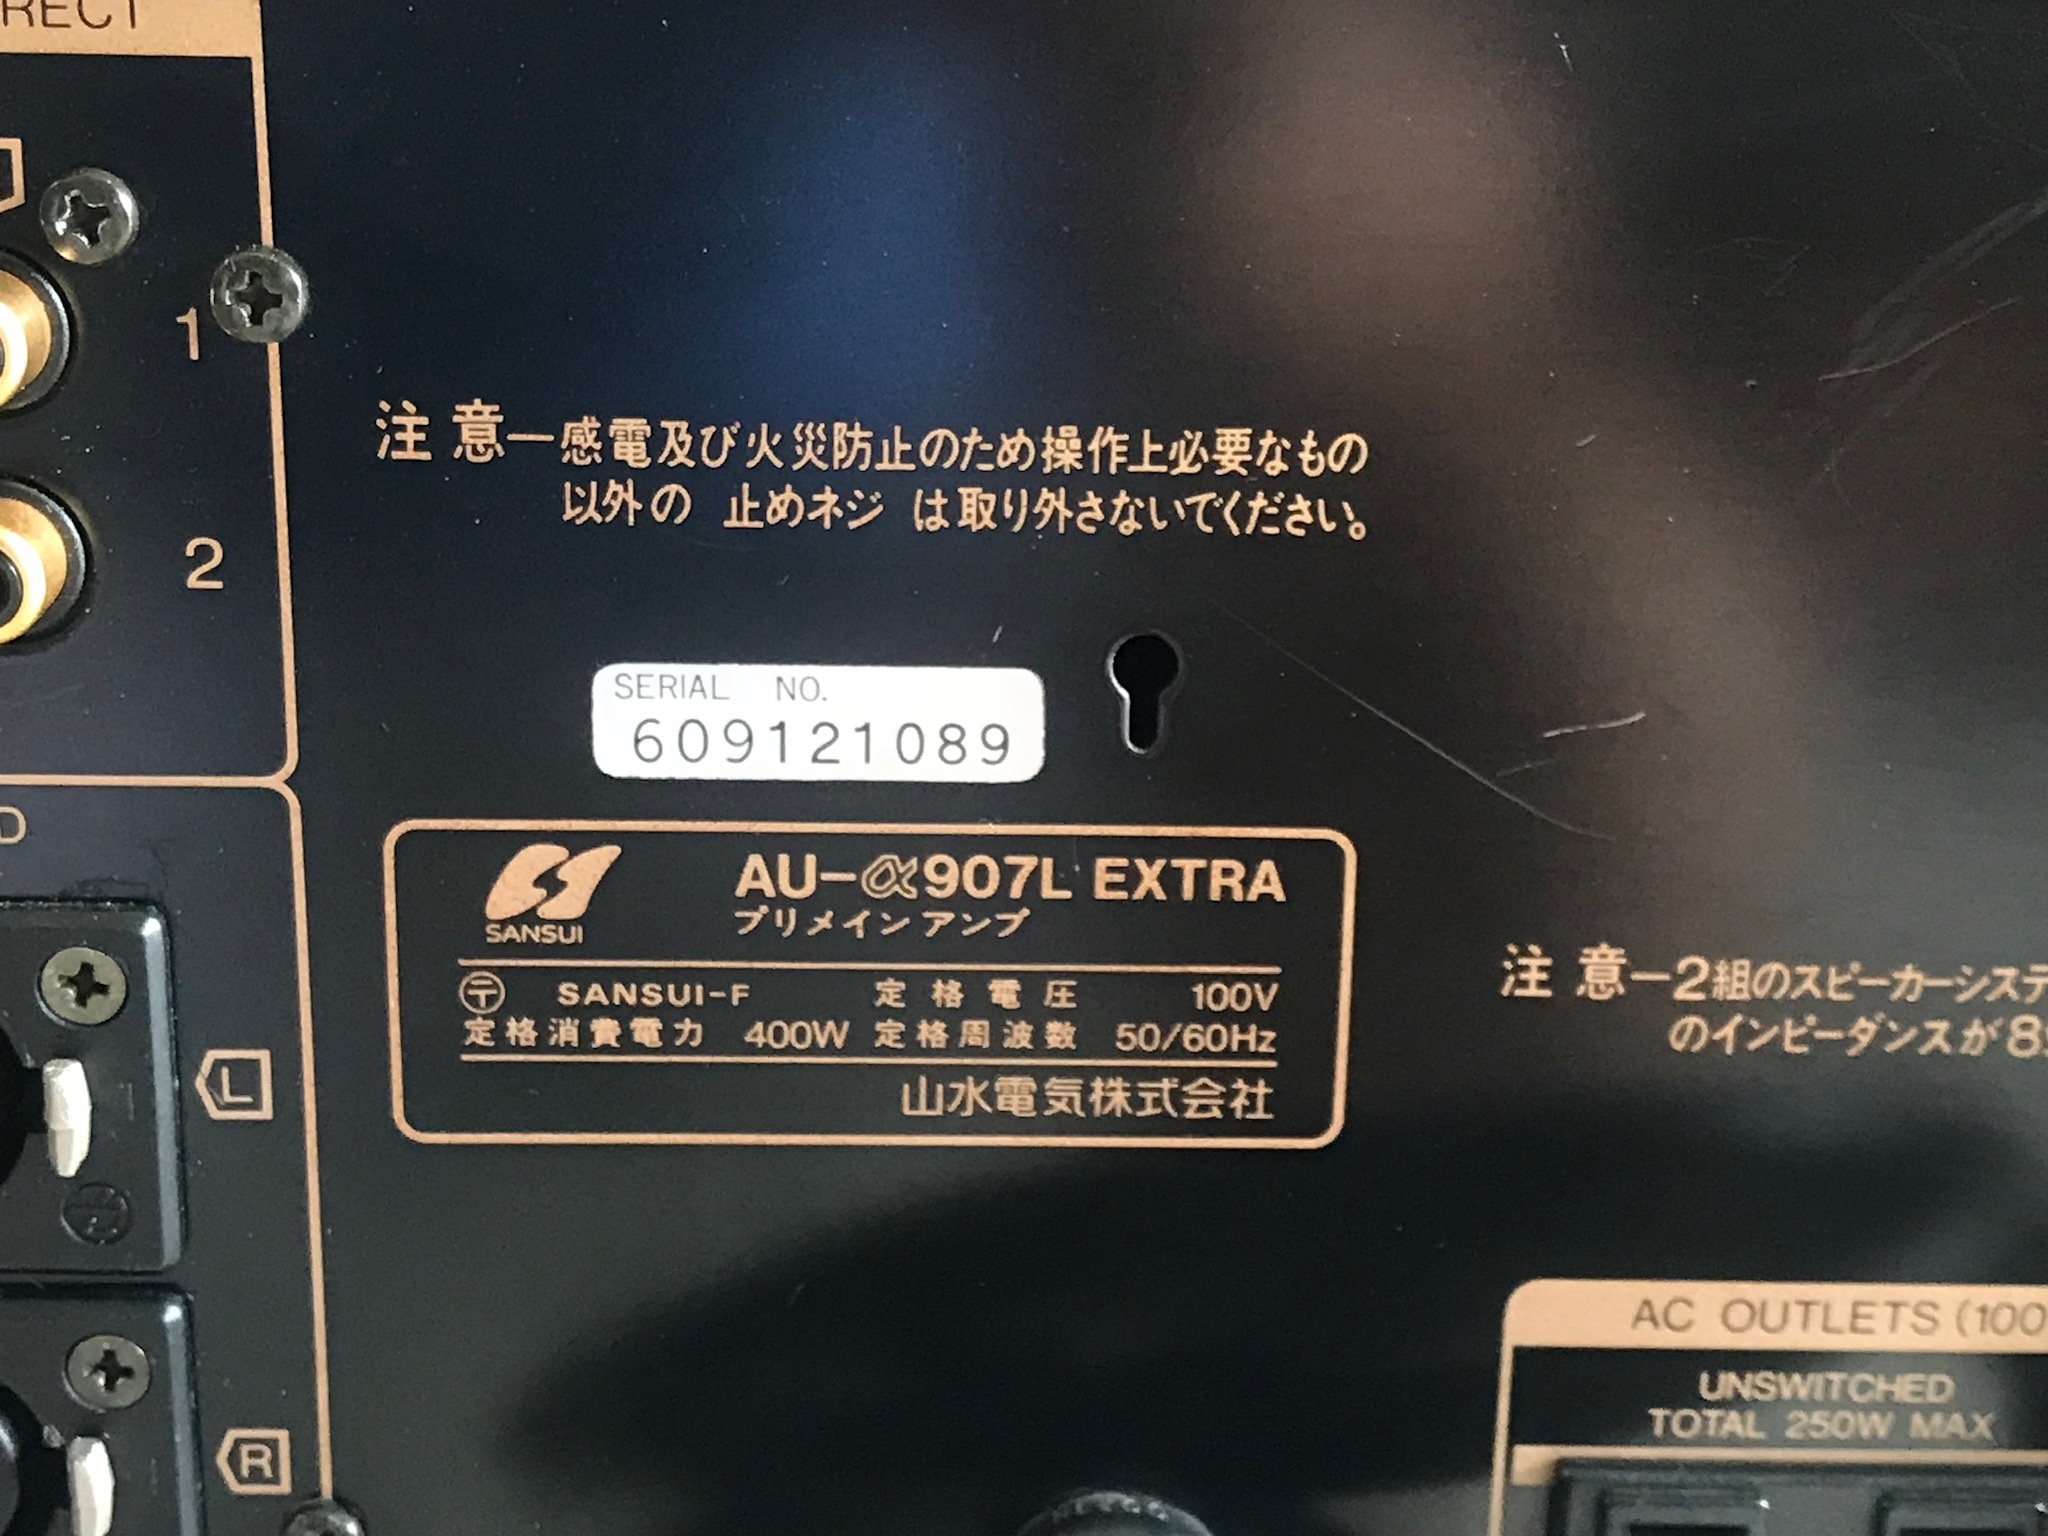 RECT
1
2
注 意―感電及び火災防止のため操作上必要なもの
以外の 止めネジ は取り外さないでください。
SERIAL NO.
609121089
D
SANSUI
AU-α907L EXTRA
プリメインアンプ
〒 SANSUI-F 定格電圧 100V
定格消費電力 400W 定格周波数 50/60Hz
山水電気株式会社
L
注 意―2組のスピーカーシステ
のインピーダンスが8
R
AC OUTLETS (100
UNSWITCHED
TOTAL 250W MAX